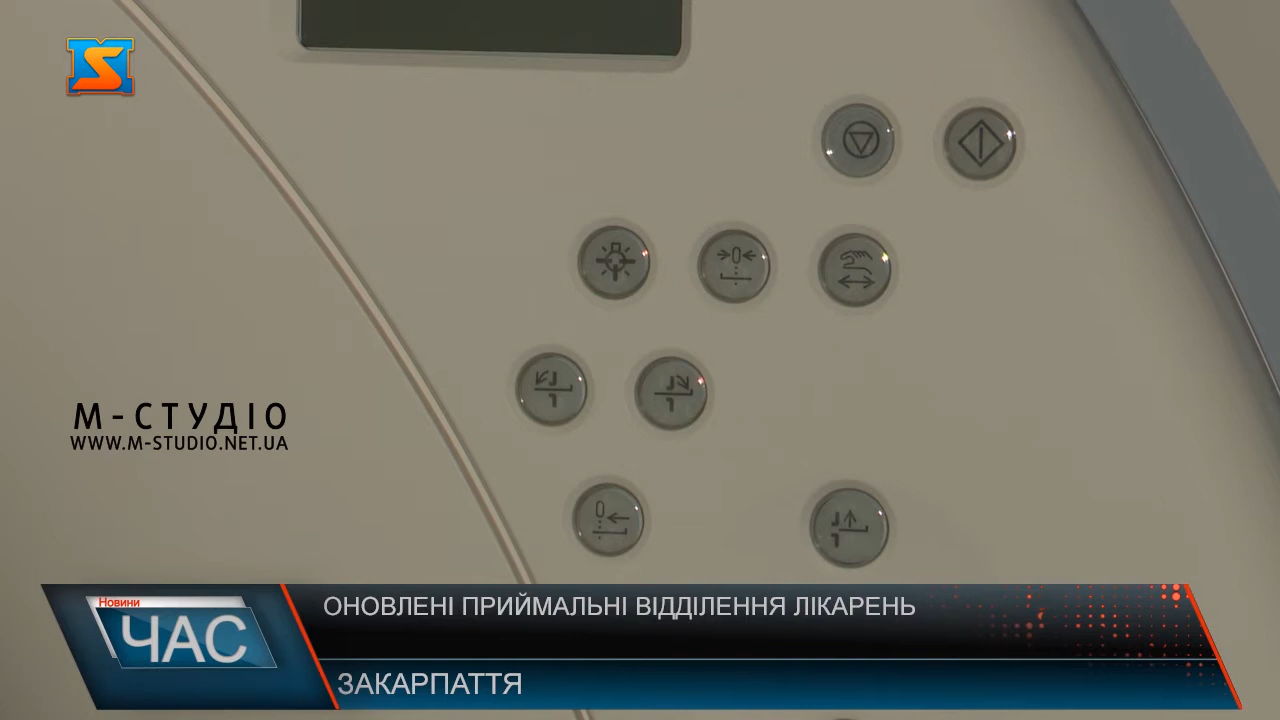 М-СТУДІО
WWW.M-STUDIO.NET.UA
Новини
ЧАС
ОНОВЛЕНІ ПРИЙМАЛЬНІ ВІДДІЛЕННЯ ЛІКАРЕНЬ
ЗАКАРПАТТЯ